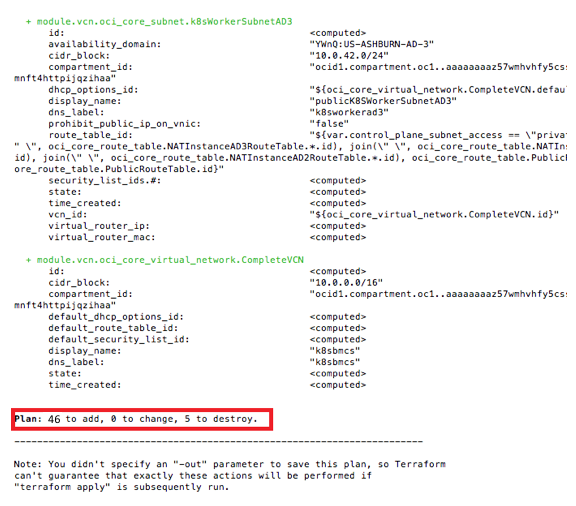 + module.vcn.oci_core_subnet.k8sWorkerSubnetAD3
id: <computed>
availability_domain: "YWnQ:US-ASHBURN-AD-3"
cidr_block: "10.0.42.0/24"
compartment_id: "ocid1.compartment.oc1..aaaaaaaaz57wmhvhfy5cs
mnft4httpijqzihaa"
dhcp_options_id: "${oci_core_virtual_network.CompleteVCN.defau
display_name: "publicK8SWorkerSubnetAD3"
dns_label: "k8sworkerad3"
prohibit_public_ip_on_vnic: "false"
route_table_id: "${var.control_plane_subnet_access == \"privat
" \", oci_core_route_table.NATInstanceAD3RouteTable.*.id), join(\" \", oci_core_route_table.NATIns
id), join(\" \", oci_core_route_table.NATInstanceAD2RouteTable.*.id), oci_core_route_table.Public
ore_route_table.PublicRouteTable.id}"
security_list_ids.#: <computed>
state: <computed>
time_created: <computed>
vcn_id: "${oci_core_virtual_network.CompleteVCN.id}"
virtual_router_ip: <computed>
virtual_router_mac: <computed>
+ module.vcn.oci_core_virtual_network.CompleteVCN
id: <computed>
cidr_block: "10.0.0.0/16"
compartment_id: "ocid1.compartment.oc1..aaaaaaaaz57wmhvhfy5cs
mnft4httpijqzihaa"
default_dhcp_options_id: <computed>
default_route_table_id: <computed>
default_security_list_id: <computed>
display_name: "k8sbmcs"
dns_label: "k8sbmcs"
state: <computed>
time_created: <computed>
Plan: 46 to add, 0 to change, 5 to destroy.
------------------------------------------------------------------------
Note: You didn't specify an "-out" parameter to save this plan, so Terraform
can't guarantee that exactly these actions will be performed if
"terraform apply" is subsequently run.